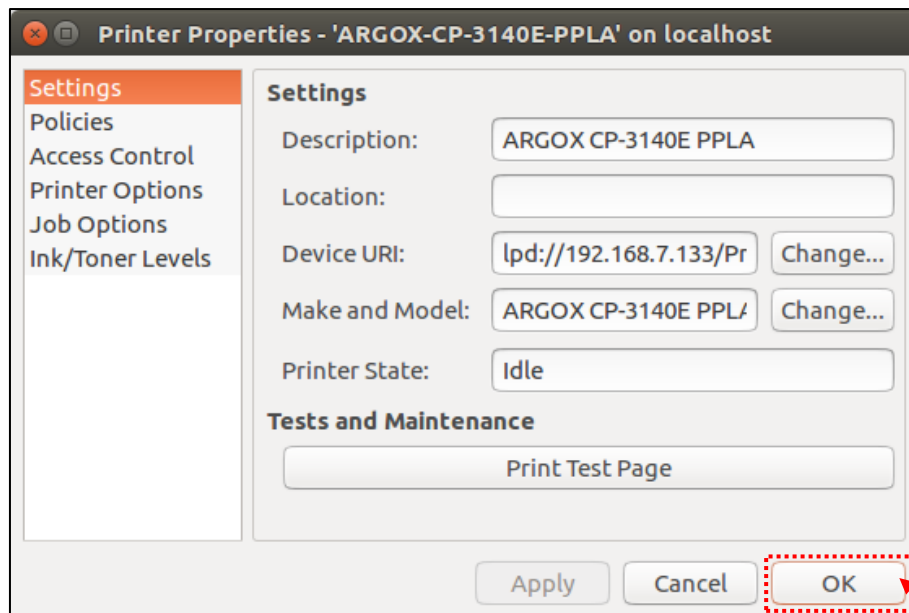 Printer Properties - 'ARGOX-CP-3140E-PPLA' on localhost
Settings
Policies
Access Control
Printer Options
Job Options
Ink/Toner Levels
Settings
Description: ARGOX CP-3140E PPLA
Location:
Device URI: lpd://192.168.7.133/Pr Change...
Make and Model: ARGOX CP-3140E PPLA Change...
Printer State: Idle
Tests and Maintenance
Print Test Page
Apply Cancel OK